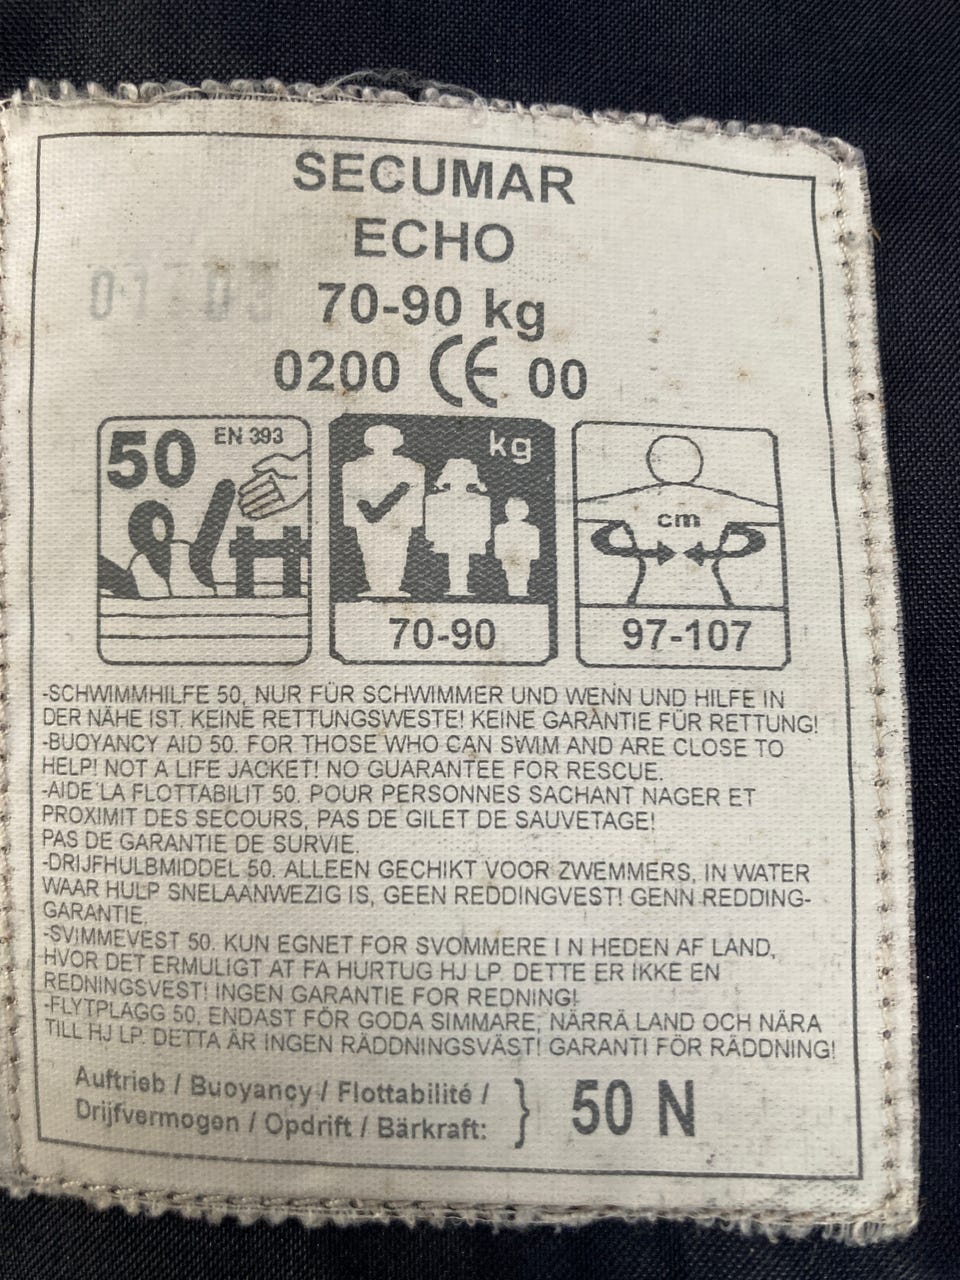 SECUMAR
ECHO
70-90 kg
0200 CE 00
50 EN 393
kg
cm
70-90
97-107
-SCHWIMMHILFE 50, NUR FÜR SCHWIMMER UND WENN UND HILFE IN
DER NÄHE IST. KEINE RETTUNGSWESTE! KEINE GARANTIE FÜR RETTUNG!
-BUOYANCY AID 50. FOR THOSE WHO CAN SWIM AND ARE CLOSE TO
HELP! NOT A LIFE JACKET! NO GUARANTEE FOR RESCUE.
-AIDE LA FLOTTABILIT 50. POUR PERSONNES SACHANT NAGER ET
PROXIMIT DES SECOURS, PAS DE GILET DE SAUVETAGE!
PAS DE GARANTIE DE SURVIE.
-DRIJFHULBMIDDEL 50. ALLEEN GECHIKT VOOR ZWEMMERS, IN WATER
WAAR HULP SNELAANWEZIG IS, GEEN REDDINGVEST! GENN REDDING-
GARANTIE.
-SVIMMEVEST 50. KUN EGNET FOR SVOMMERE I N HEDEN AF LAND,
HVOR DET ERMULIGT AT FA HURTUG HJ LP. DETTE ER IKKE EN
REDNINGSVEST! INGEN GARANTIE FOR REDNING!
-FLYTPLAGG 50, ENDAST FÖR GODA SIMMARE, NÄRRÄ LAND OCH NÄRA
TILL HJ LP. DETTA ÄR INGEN RÄDDNINGSVÄST! GARANTI FÖR RÄDDNING!
Auftrieb / Buoyancy / Flottabilité /
Drijfvermogen / Opdrift / Bärkraft: } 50 N